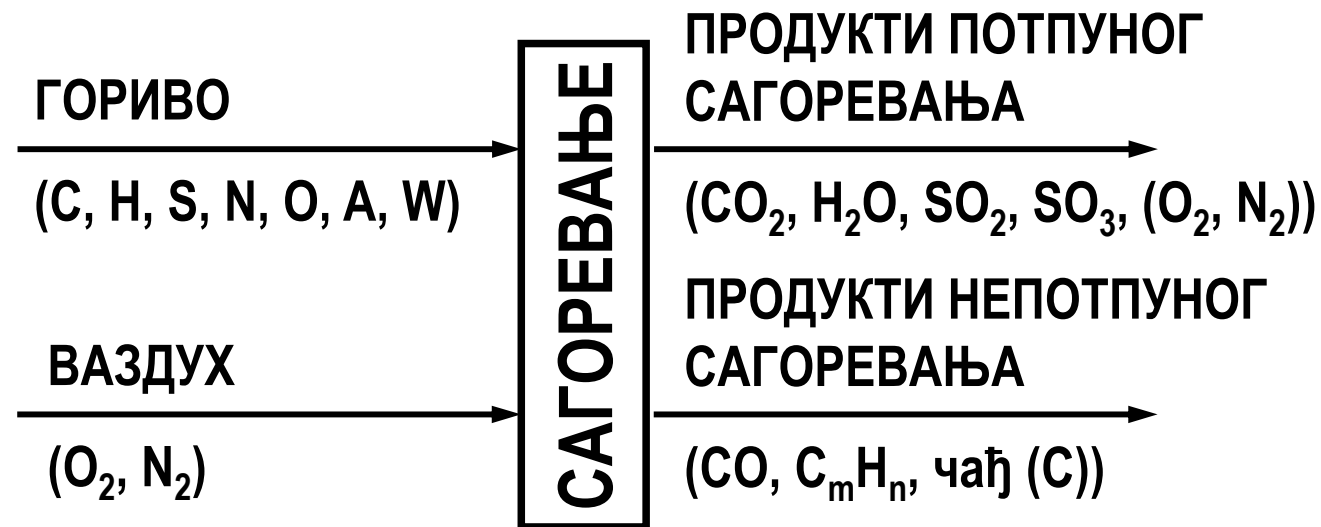 ГОРИВО
(C, H, S, N, O, A, W)
ВАЗДУХ
(O₂, N₂)
САГОРЕВАЊЕ
ПРОДУКТИ ПОТПУНОГ
САГОРЕВАЊА
(CO₂, H₂O, SO₂, SO₃, (O₂, N₂))
ПРОДУКТИ НЕПОТПУНОГ
САГОРЕВАЊА
(CO, CₘHₙ, чађ (C))